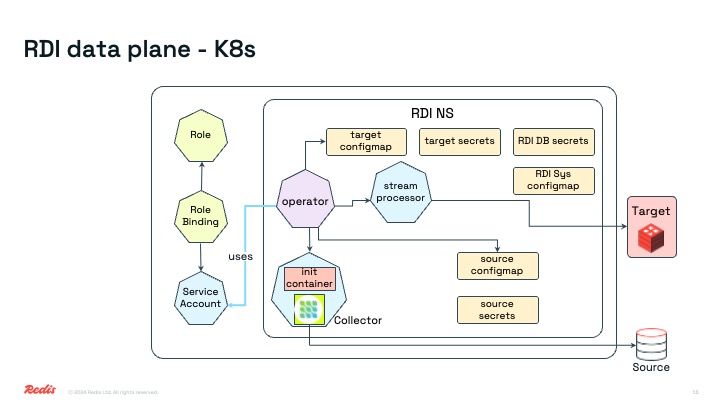 RDI data plane - K8s
RDI NS
target
configmap
target secrets
RDI DB secrets
Role
RDI Sys
configmap
stream
processor
operator
Role
Binding
Target
uses
source
configmap
init
container
Service
Account
source
secrets
Collector
Source
Redis
© 2024 Redis Ltd. All rights reserved.